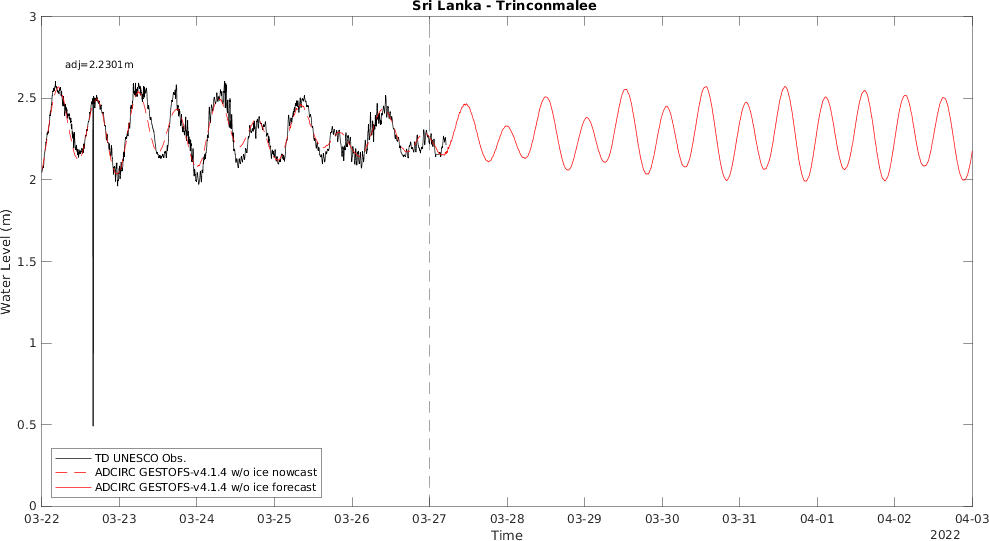 Sri Lanka - Trinconmalee
adj=2.2301m
3
2.5
2
1.5
1
0.5
0
Water Level (m)
TD UNESCO Obs.
ADCIRC GESTOFS-v4.1.4 w/o ice nowcast
ADCIRC GESTOFS-v4.1.4 w/o ice forecast
03-22 03-23 03-24 03-25 03-26 03-27 03-28 03-29 03-30 03-31 04-01 04-02 04-03
Time
2022